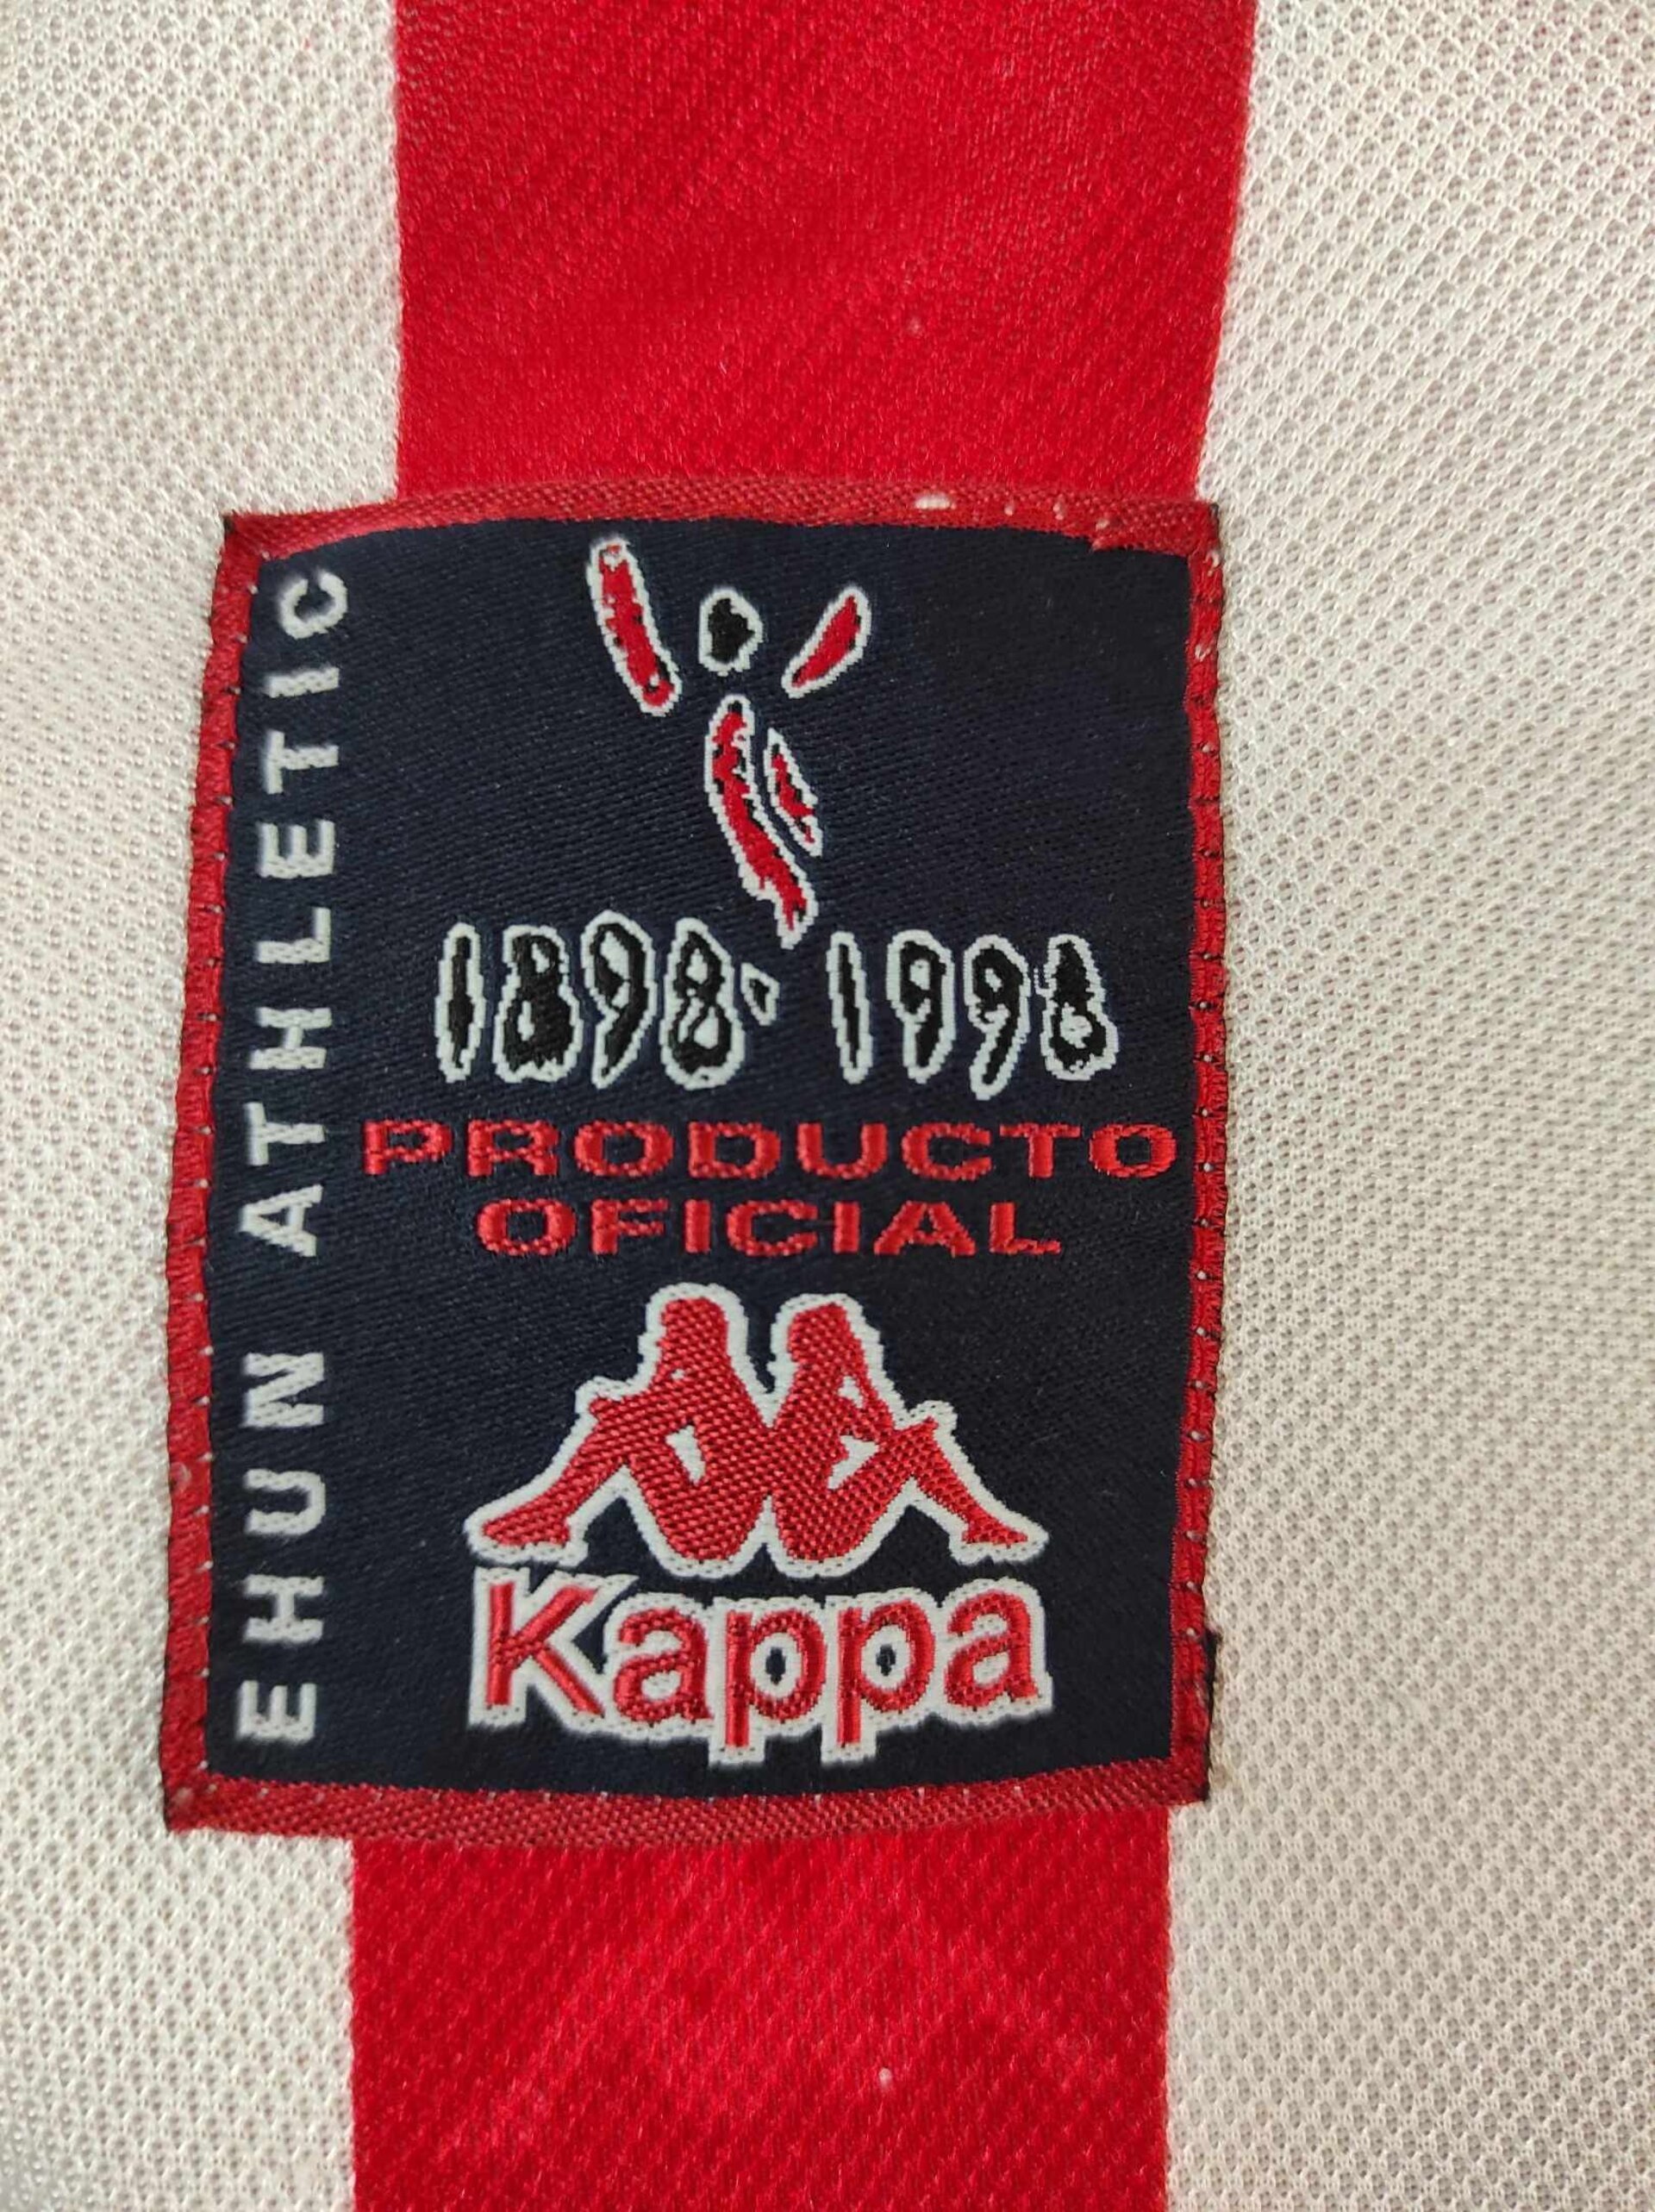 EHUN ATHLETIC
1898·1998
PRODUCTO
OFICIAL
Kappa